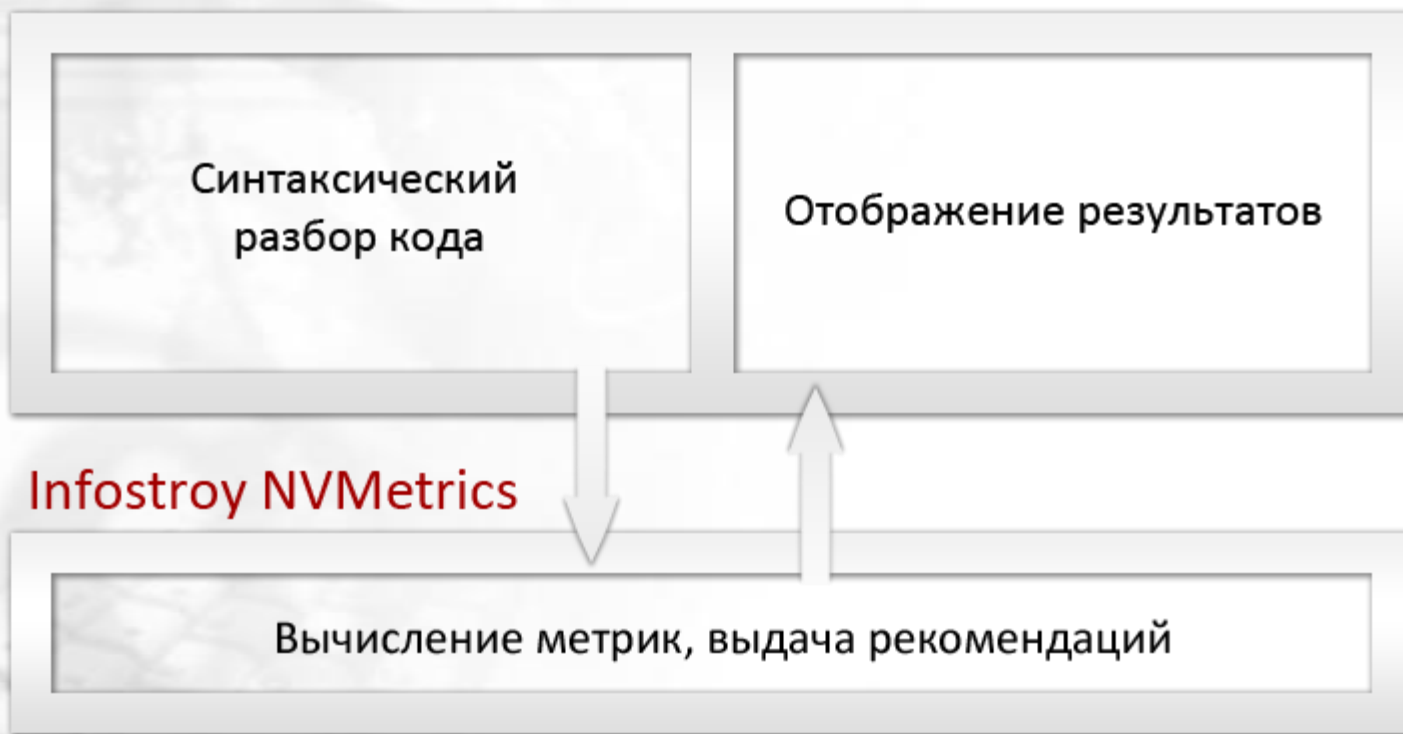 Синтаксический
разбор кода
Отображение результатов
Infostroy NVMetrics
Вычисление метрик, выдача рекомендаций